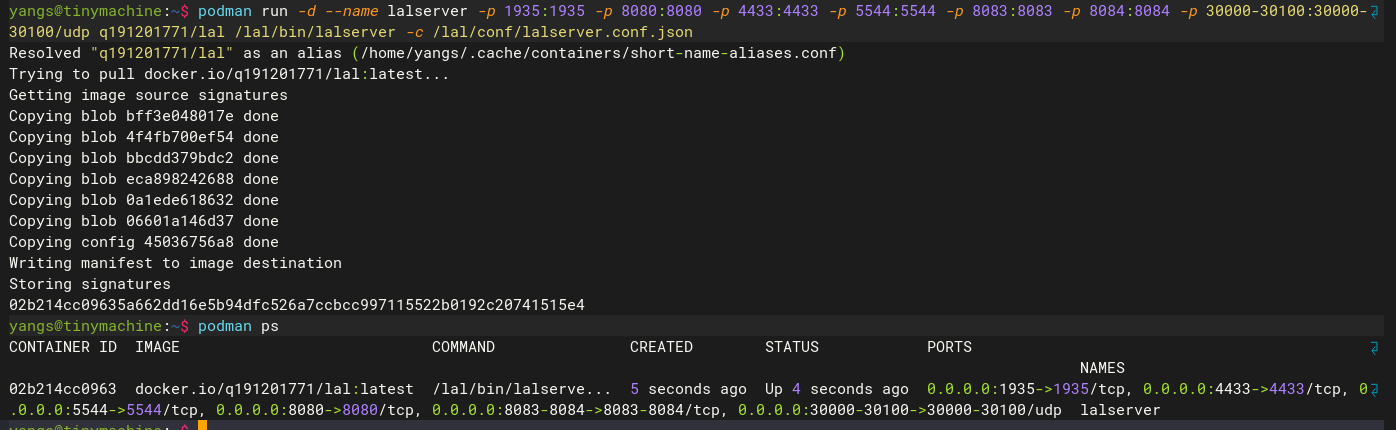 yangs@tinymachine:~$ podman run -d --name lalserver -p 1935:1935 -p 8080:8080 -p 4433:4433 -p 5544:5544 -p 8083:8083 -p 8084:8084 -p 30000-30100:30000-
30100/udp q191201771/lal /lal/bin/lalserver -c /lal/conf/lalserver.conf.json
Resolved "q191201771/lal" as an alias (/home/yangs/.cache/containers/short-name-aliases.conf)
Trying to pull docker.io/q191201771/lal:latest...
Getting image source signatures
Copying blob bff3e048017e done
Copying blob 4f4fb700ef54 done
Copying blob bbcdd379bdc2 done
Copying blob eca898242688 done
Copying blob 0a1ede618632 done
Copying blob 06601a146d37 done
Copying config 45036756a8 done
Writing manifest to image destination
Storing signatures
02b214cc09635a662dd16e5b94dfc526a7ccbcc997115522b0192c20741515e4
yangs@tinymachine:~$ podman ps
CONTAINER ID  IMAGE                            COMMAND               CREATED        STATUS            PORTS
NAMES
02b214cc0963  docker.io/q191201771/lal:latest  /lal/bin/lalserve...  5 seconds ago  Up 4 seconds ago  0.0.0.0:1935->1935/tcp, 0.0.0.0:4433->4433/tcp, 0
.0.0.0:5544->5544/tcp, 0.0.0.0:8080->8080/tcp, 0.0.0.0:8083-8084->8083-8084/tcp, 0.0.0.0:30000-30100->30000-30100/udp  lalserver
yangs@tinymachine:~$